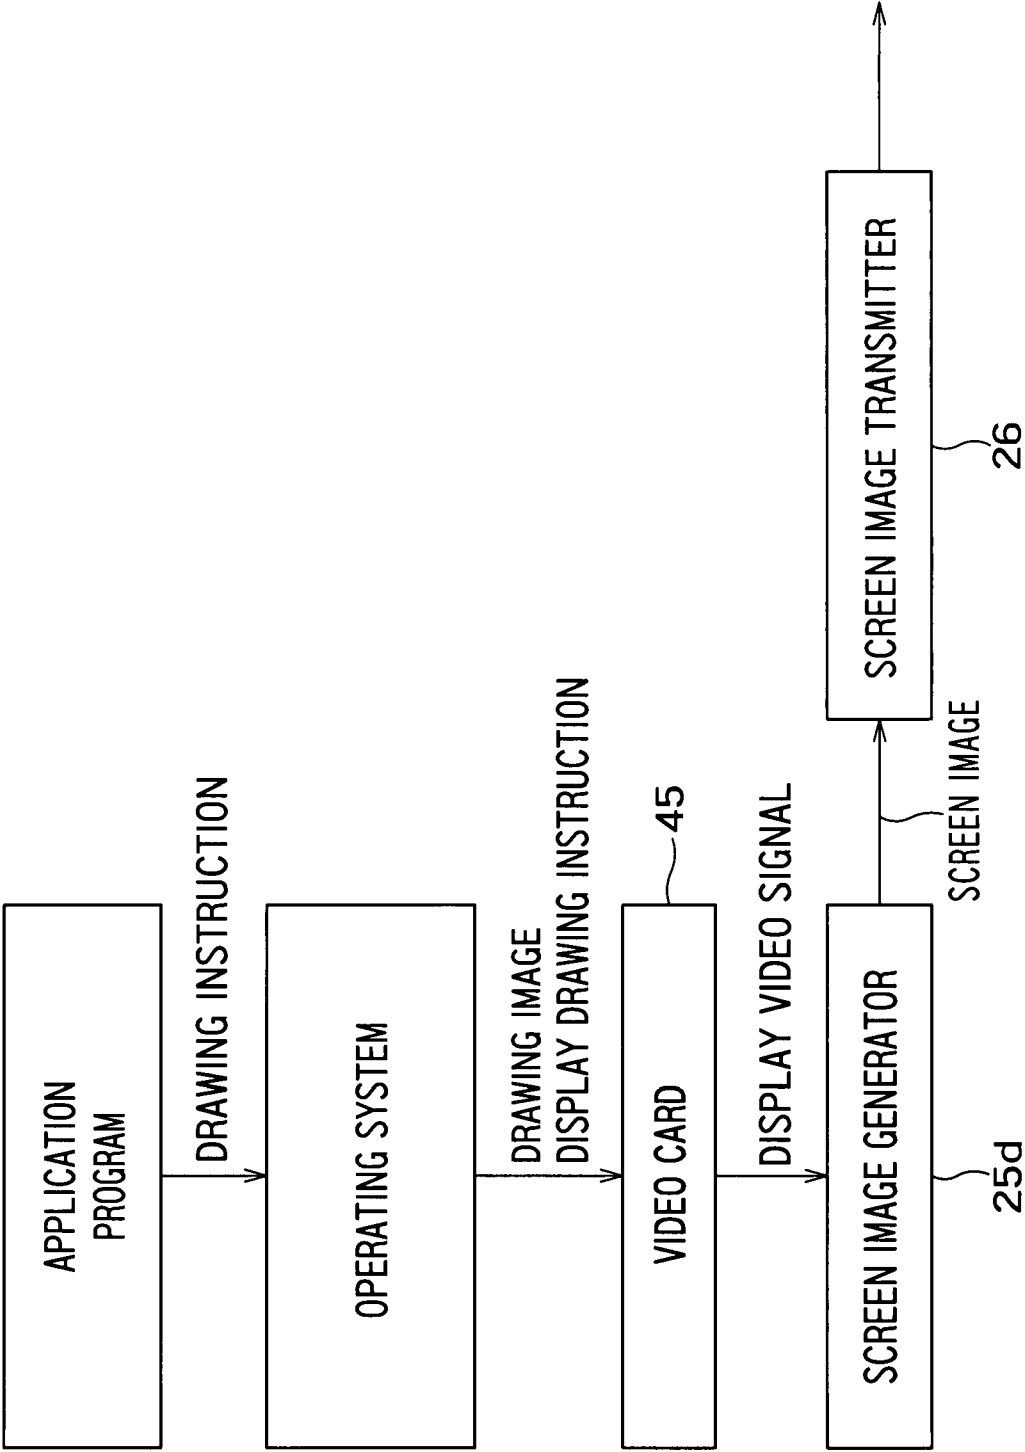 APPLICATION
PROGRAM
DRAWING INSTRUCTION
OPERATING SYSTEM
DRAWING IMAGE
DISPLAY DRAWING INSTRUCTION
VIDEO CARD
45
DISPLAY VIDEO SIGNAL
SCREEN IMAGE GENERATOR
25d
SCREEN IMAGE
SCREEN IMAGE TRANSMITTER
26